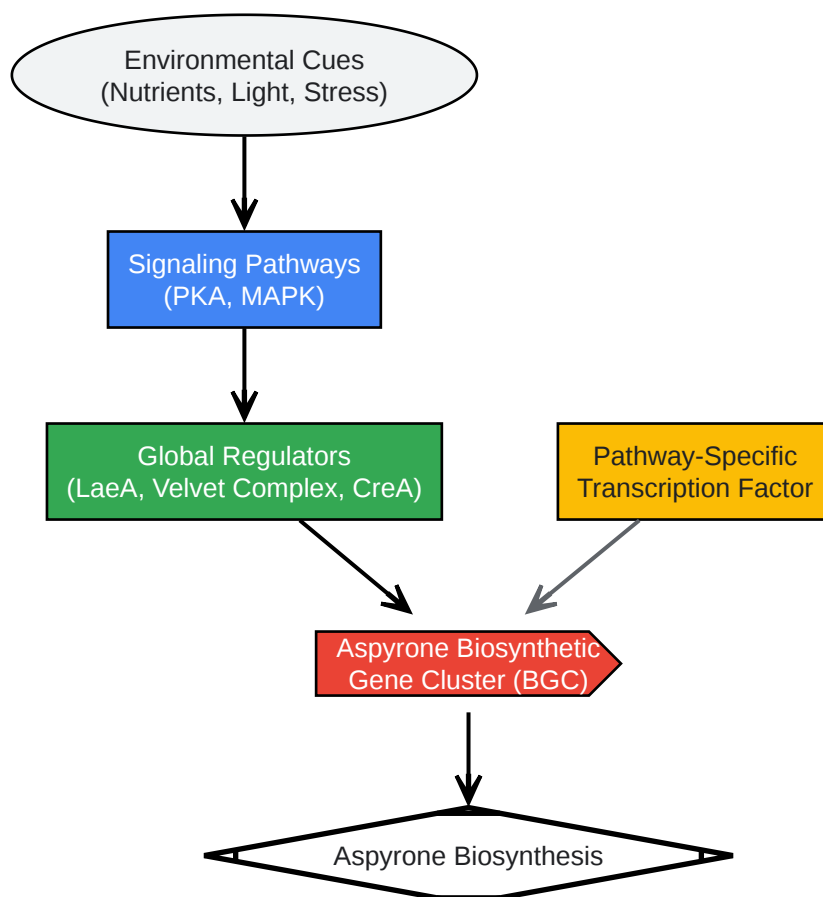 Environmental Cues
(Nutrients, Light, Stress)
Signaling Pathways
(PKA, MAPK)
Global Regulators
(LaeA, Velvet Complex, CreA)
Pathway-Specific
Transcription Factor
Aspyrone Biosynthetic
Gene Cluster (BGC)
Aspyrone Biosynthesis